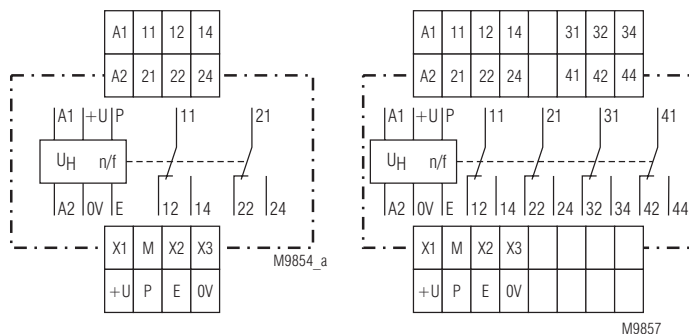 A1 11 12 14
A2 21 22 24
A1 +U P 11 21
UH n/f
A2 0V E 12 14 22 24
X1 M X2 X3
+U P E 0V
M9854_a
A1 11 12 14 31 32 34
A2 21 22 24 41 42 44
A1 +U P 11 21 31 41
UH n/f
A2 0V E 12 14 22 24 32 34 42 44
X1 M X2 X3
+U P E 0V
M9857